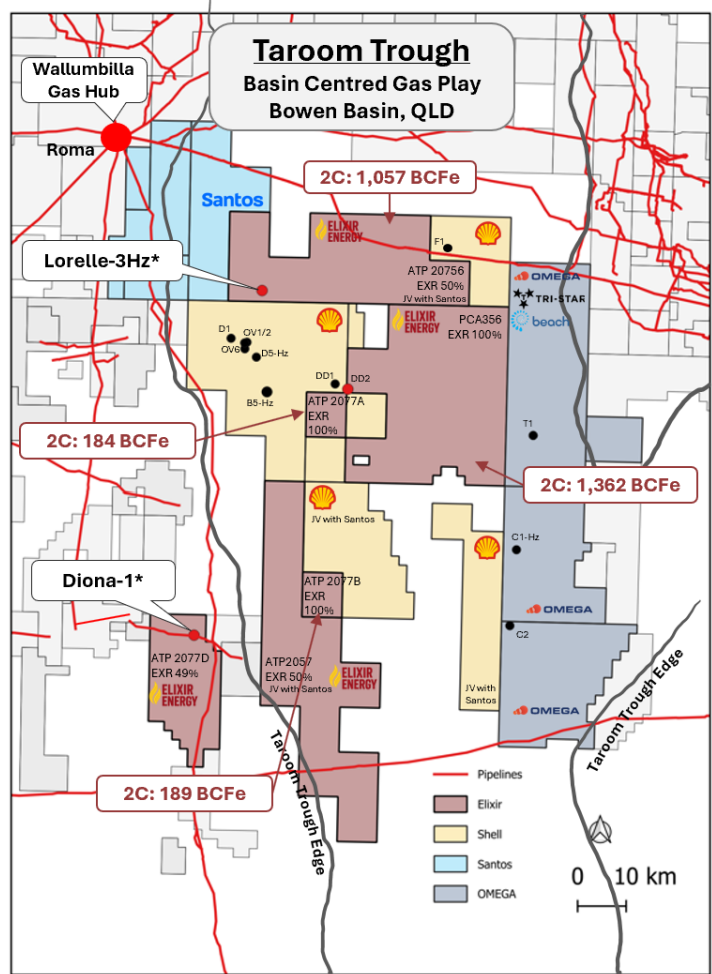 Taroom Trough
Basin Centred Gas Play
Bowen Basin, QLD
Wallumbilla
Gas Hub
Roma
Santos
2C: 1,057 BCFe
ELIXIR
ENERGY
F1
Lorelle-3Hz*
ATP 20756
EXR 50%
JV with Santos
OMEGA
TRI-STAR
beach
ELIXIR
ENERGY
PCA356
EXR 100%
D1
OV1/2
OV6
D5-Hz
DD1
DD2
B5-Hz
ATP 2077A
EXR
100%
2C: 184 BCFe
T1
2C: 1,362 BCFe
JV with Santos
C1-Hz
Diona-1*
ATP 2077B
EXR
100%
OMEGA
C2
ATP 2077D
EXR 49%
ELIXIR
ENERGY
ATP2057
EXR 50%
JV with Santos
ELIXIR
ENERGY
JV with
Santos
OMEGA
Taroom Trough Edge
Taroom Trough Edge
2C: 189 BCFe
Pipelines
Elixir
Shell
Santos
OMEGA
0 10 km